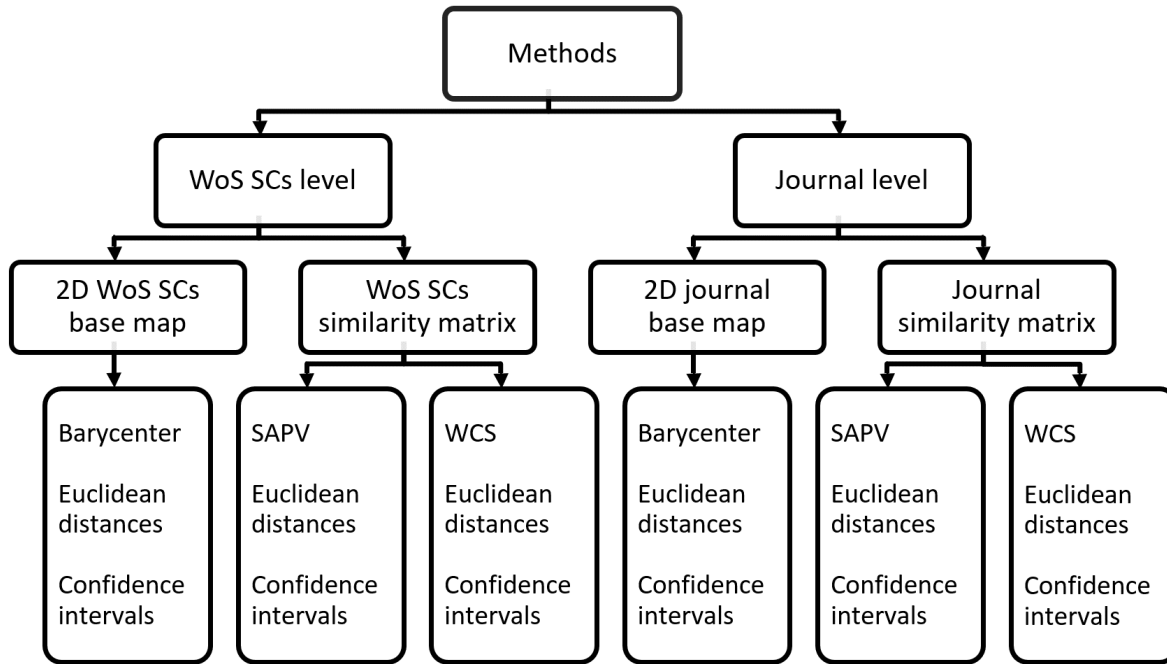 Methods
WoS SCs level
Journal level
2D WoS SCs
base map
WoS SCs
similarity matrix
2D journal
base map
Journal
similarity matrix
Barycenter
Euclidean
distances
Confidence
intervals
SAPV
Euclidean
distances
Confidence
intervals
WCS
Euclidean
distances
Confidence
intervals
Barycenter
Euclidean
distances
Confidence
intervals
SAPV
Euclidean
distances
Confidence
intervals
WCS
Euclidean
distances
Confidence
intervals